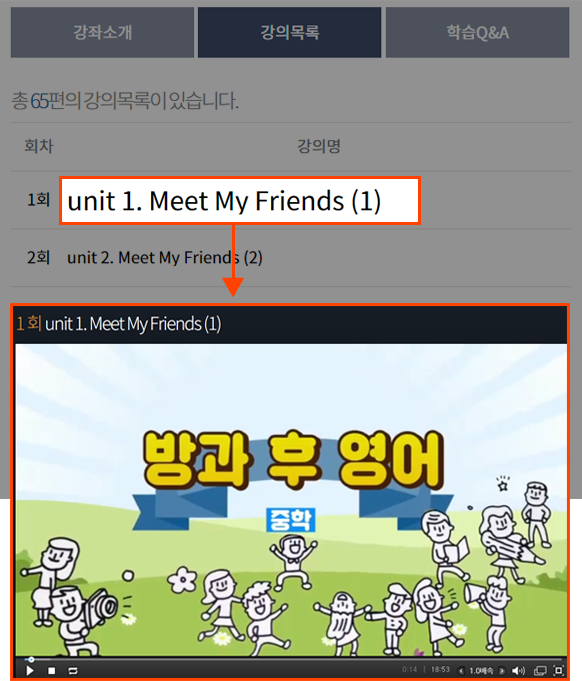 강좌소개 강의목록 학습Q&A
총 65편의 강의목록이 있습니다.
회차 강의명
1회 unit 1. Meet My Friends (1)
2회 unit 2. Meet My Friends (2)
1 회 unit 1. Meet My Friends (1)
방과 후 영어
중학
0:14 | 18:53 1.0배속